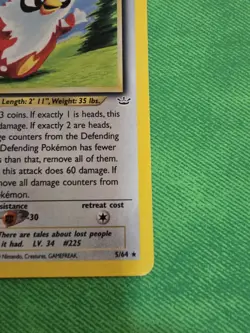 Length: 2' 11", Weight: 35 lbs.
3 coins. If exactly 1 is heads, this
damage. If exactly 2 are heads,
age counters from the Defending
Defending Pokémon has fewer
s than that, remove all of them.
this attack does 60 damage. If
move all damage counters from
kémon.
sistance
retreat cost
-30
There are tales about lost people
it had. LV. 34 #225
Nintendo, Creatures, GAMEFREAK.
5/64 ★